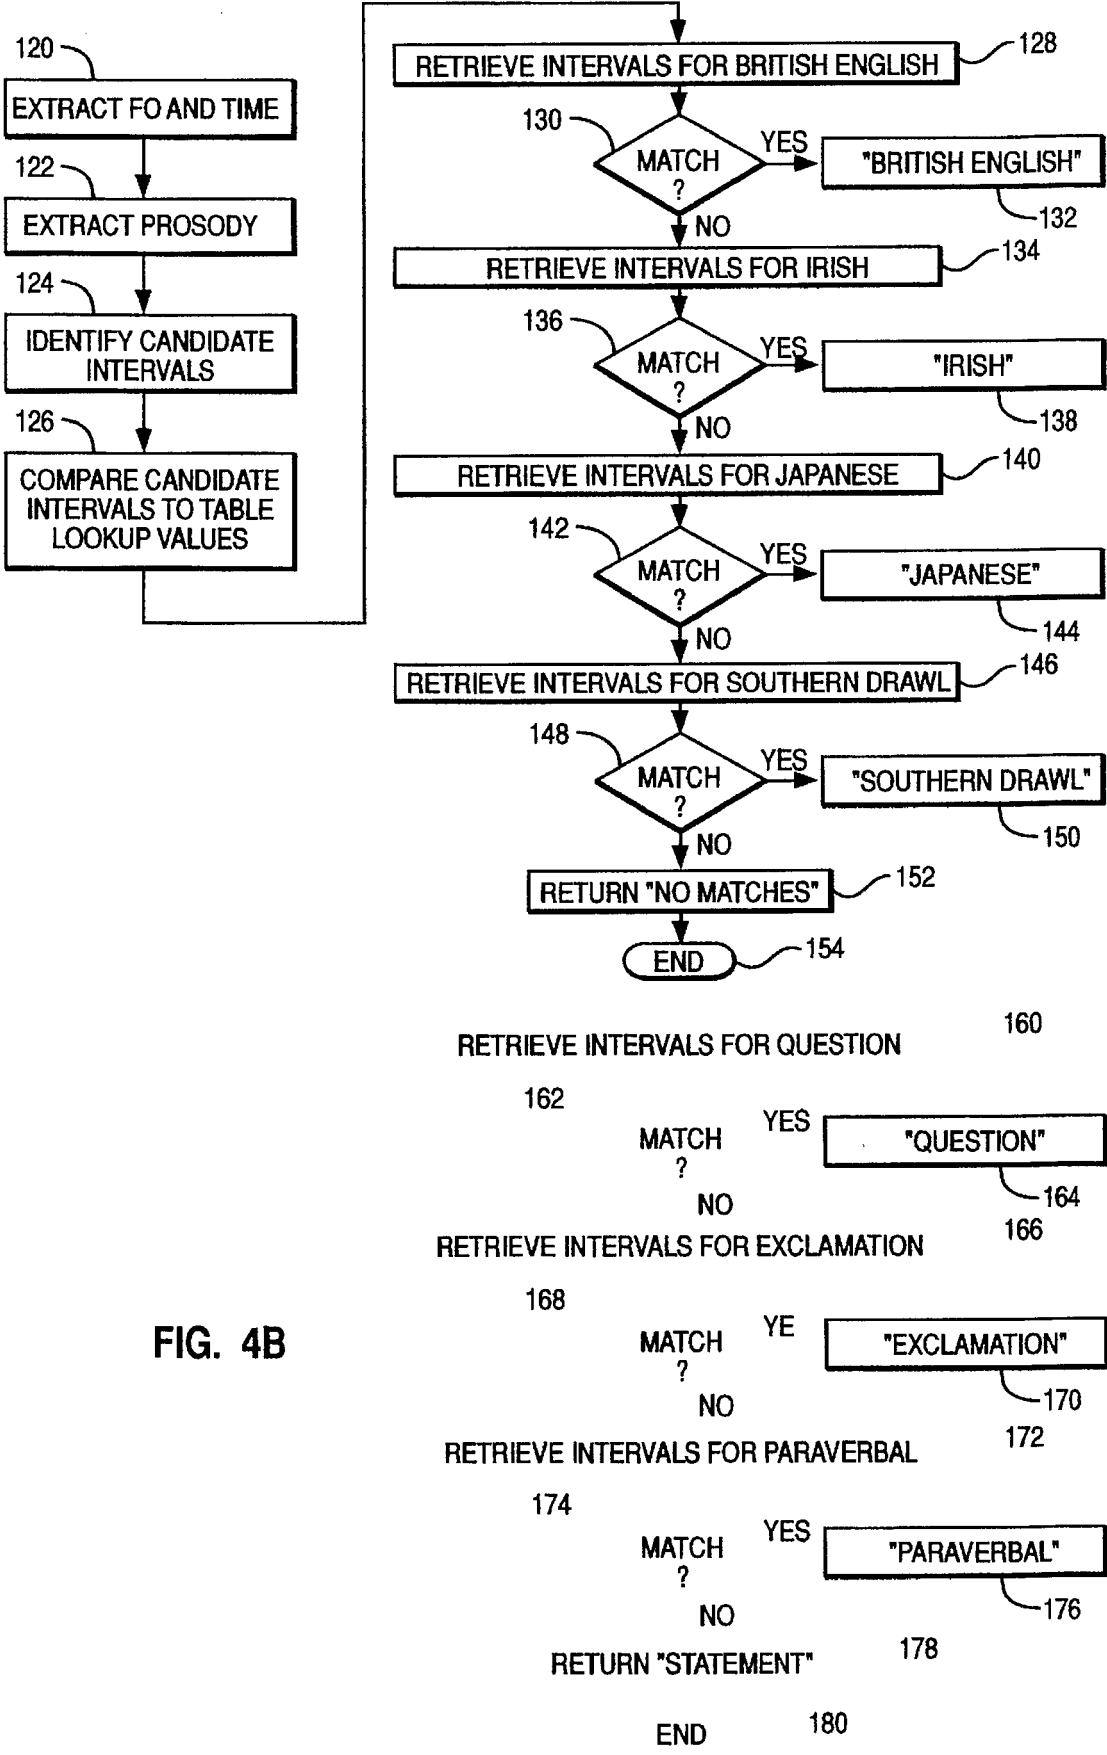 120
EXTRACT FO AND TIME
122
EXTRACT PROSODY
124
IDENTIFY CANDIDATE
INTERVALS
126
COMPARE CANDIDATE
INTERVALS TO TABLE
LOOKUP VALUES
128
RETRIEVE INTERVALS FOR BRITISH ENGLISH
130
MATCH
?
YES
"BRITISH ENGLISH"
132
NO
134
RETRIEVE INTERVALS FOR IRISH
136
MATCH
?
YES
"IRISH"
138
NO
140
RETRIEVE INTERVALS FOR JAPANESE
142
MATCH
?
YES
"JAPANESE"
144
NO
146
RETRIEVE INTERVALS FOR SOUTHERN DRAWL
148
MATCH
?
YES
"SOUTHERN DRAWL"
150
NO
RETURN "NO MATCHES"
152
END
154
160
RETRIEVE INTERVALS FOR QUESTION
162
MATCH
?
YES
"QUESTION"
164
NO
166
RETRIEVE INTERVALS FOR EXCLAMATION
168
MATCH
?
YE
"EXCLAMATION"
170
NO
172
RETRIEVE INTERVALS FOR PARAVERBAL
174
MATCH
?
YES
"PARAVERBAL"
176
NO
178
RETURN "STATEMENT"
END
180
FIG. 4B